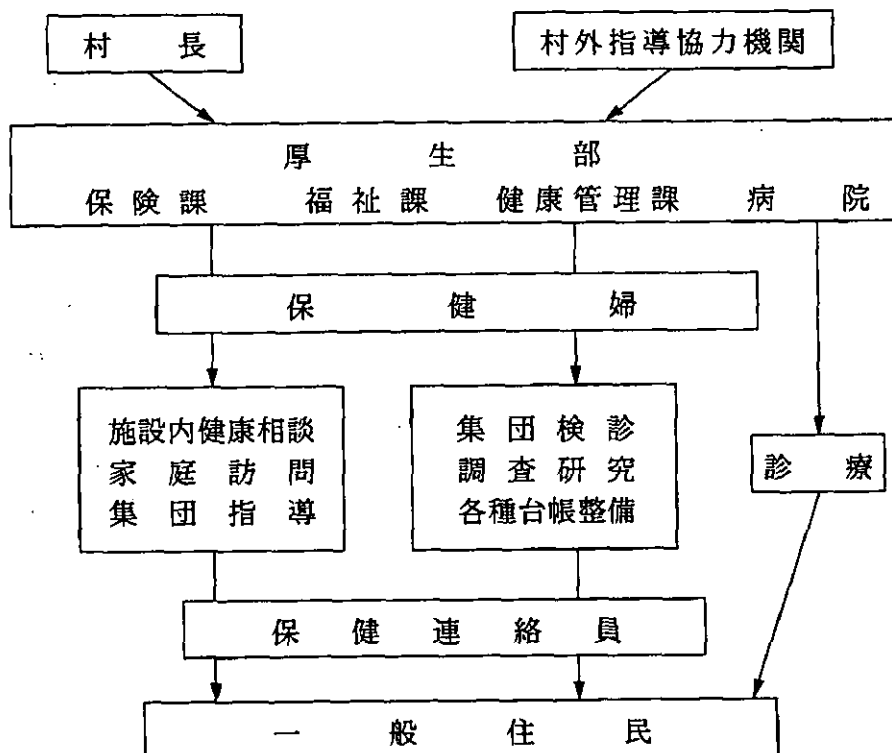 村長
村外指導協力機関
厚生部
保険課 福祉課 健康管理課 病院
保健婦
施設内健康相談
家庭訪問
集団指導
集団検診
調査研究
各種台帳整備
診療
保健連絡員
一般住民